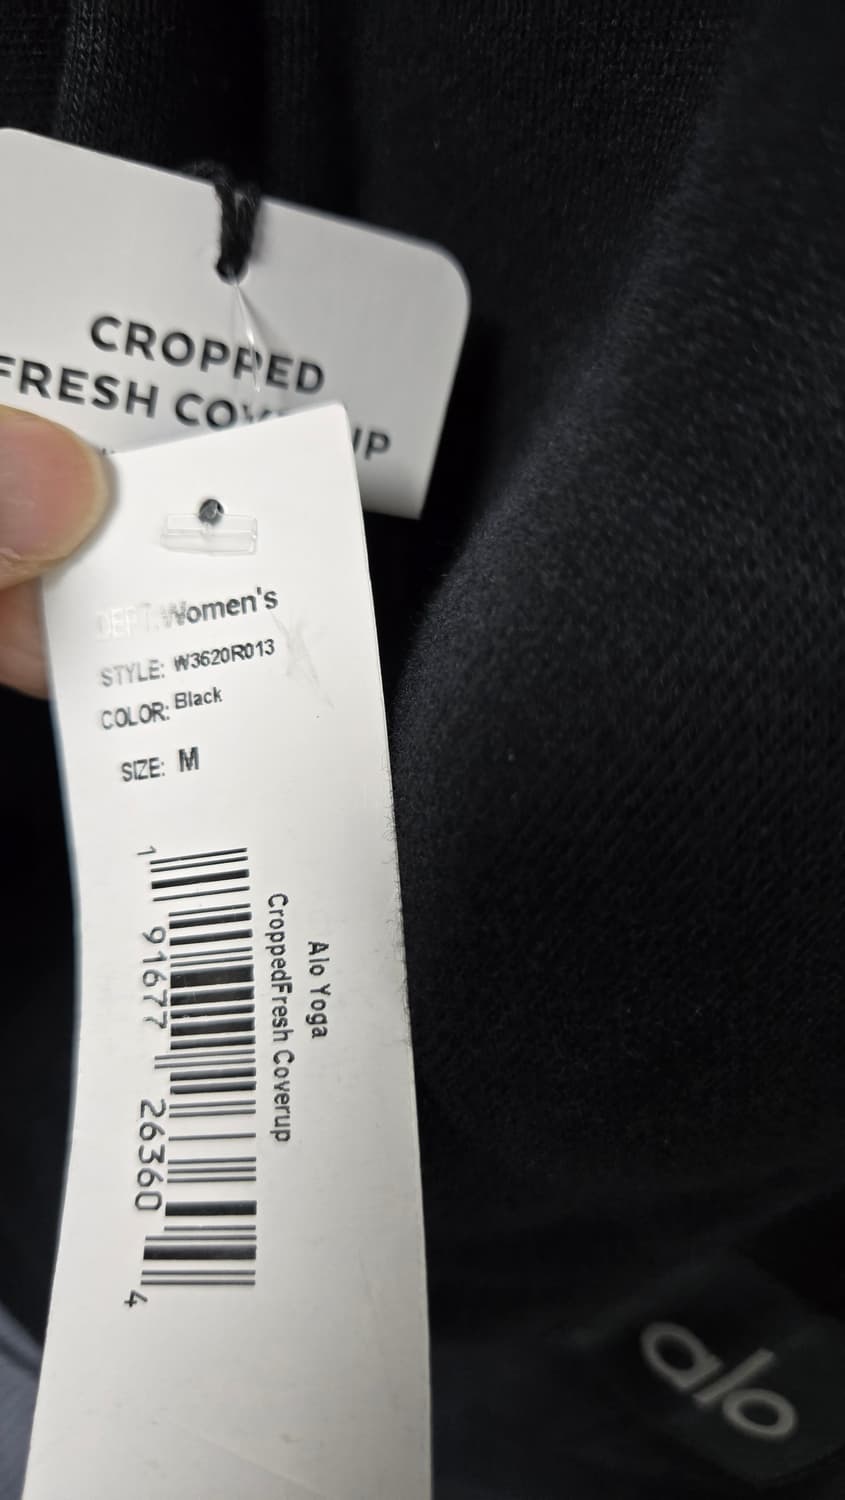 CROPPED
FRESH UP
DEPT: Women's
STYLE: W3620R013
COLOR: Black
SIZE: M
Alo Yoga
CroppedFresh Coverup
1 91677 26360 4
alo